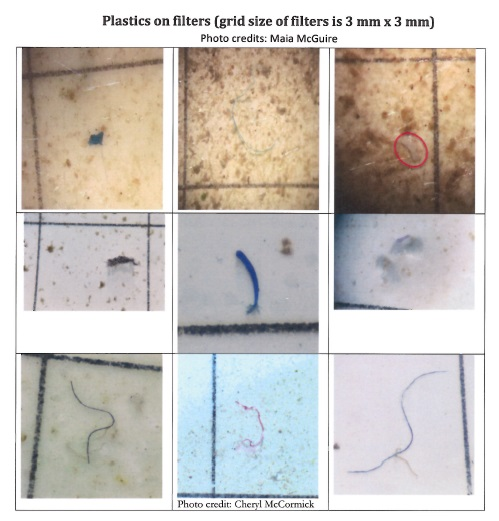 Plastics on filters (grid size of filters is 3 mm x 3 mm)
Photo credits: Maia McGuire
Photo credit: Cheryl McCormick